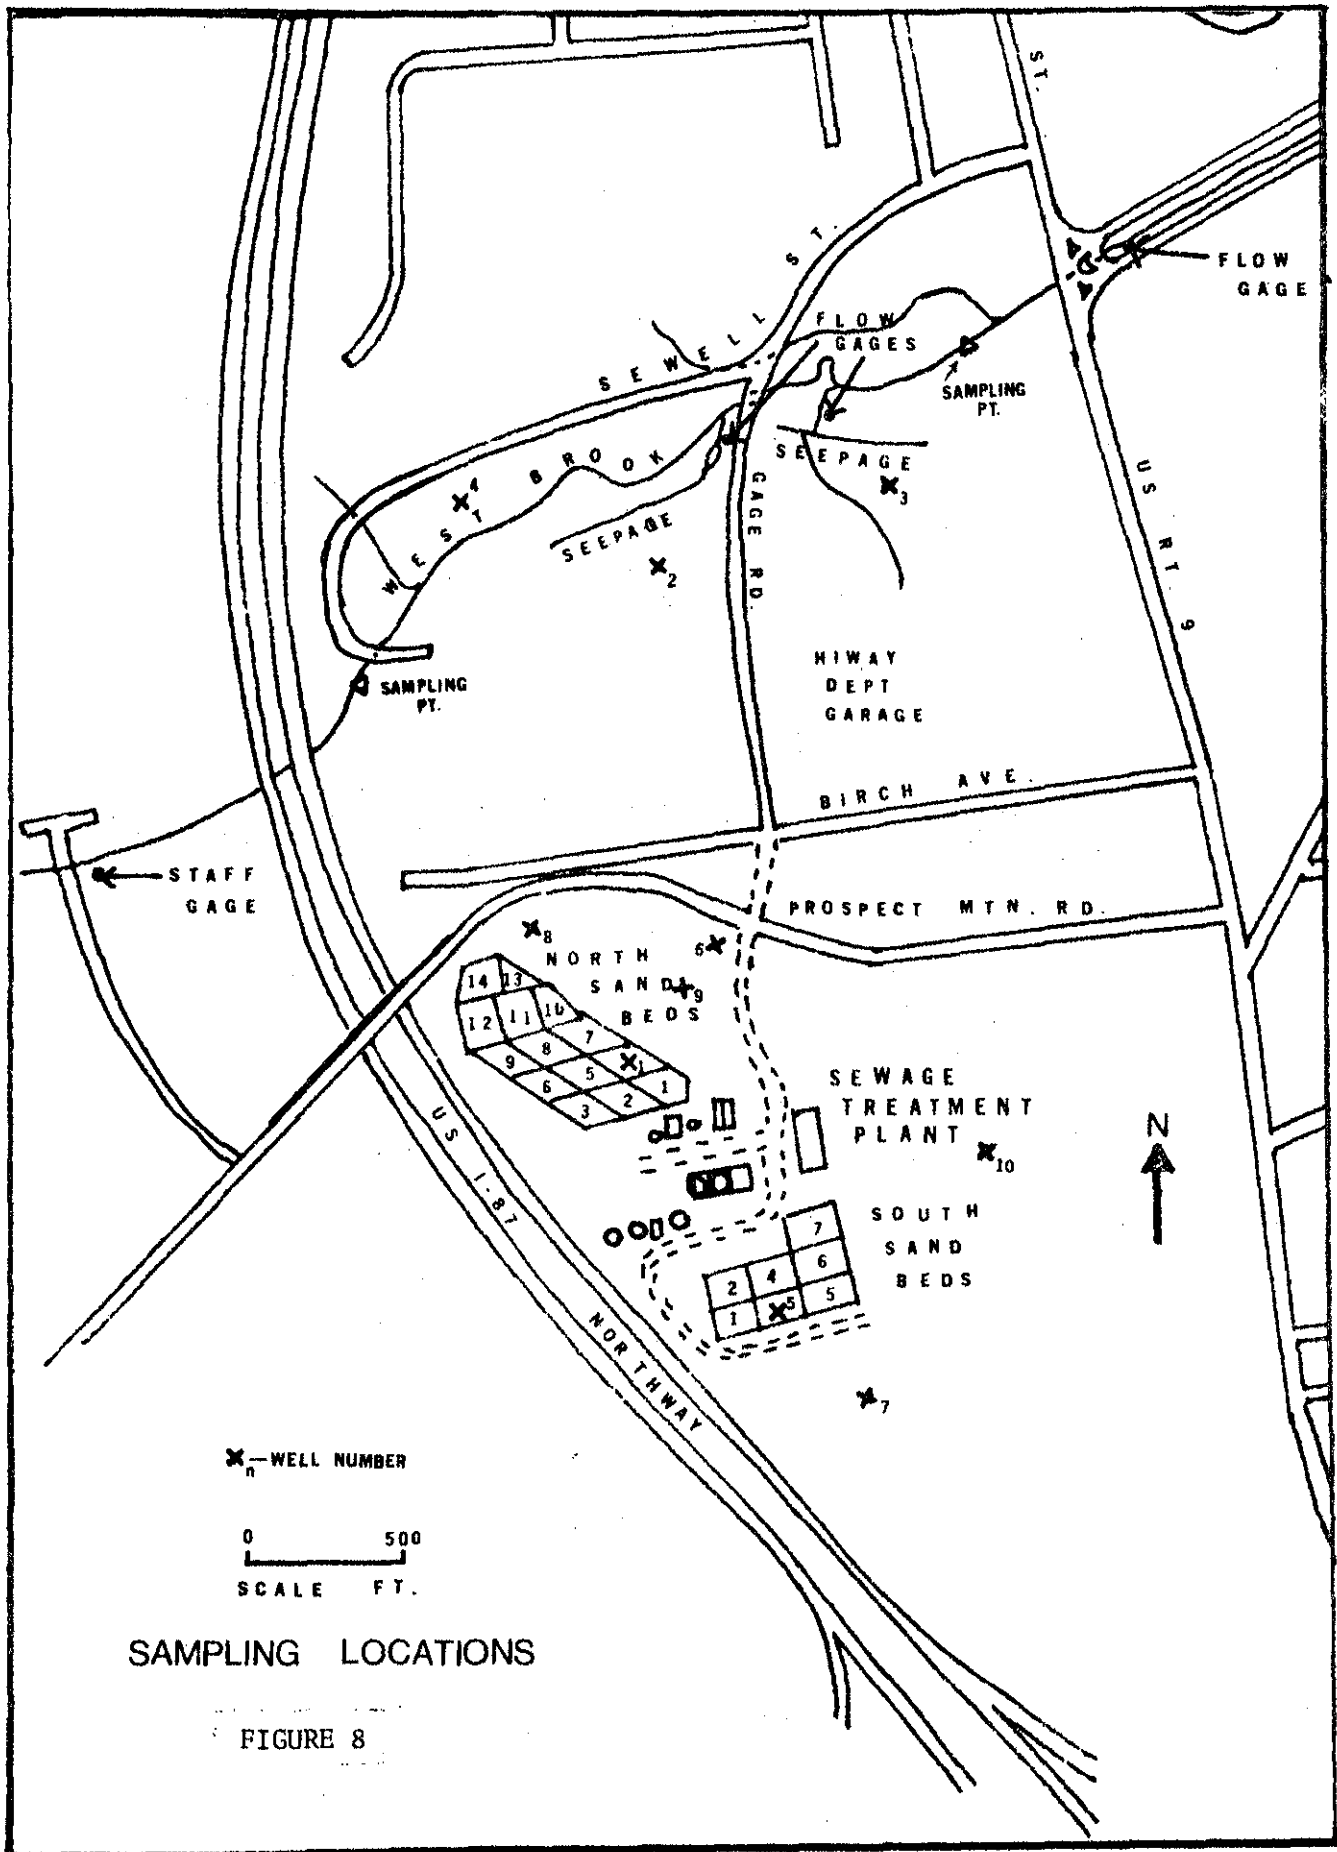 ST.
FLOW
GAGE
SEWELL ST.
FLOW
GAGES
SAMPLING
PT.
WEST BROOK
SEEPAGE
SEEPAGE
GAGE RD.
US RT. 9
4
3
2
HIWAY
DEPT
GARAGE
SAMPLING
PT.
BIRCH AVE.
STAFF
GAGE
PROSPECT MTN. RD.
8
6
NORTH
SAND
BEDS
9
14 13
12 11 10
9 8 7
6 5 1
3 2 1
SEWAGE
TREATMENT
PLANT
10
N
US I-87 NORTHWAY
SOUTH
SAND
BEDS
7
2 4 6
1 5 5
7
X n — WELL NUMBER
0 500
SCALE FT.
SAMPLING LOCATIONS
FIGURE 8